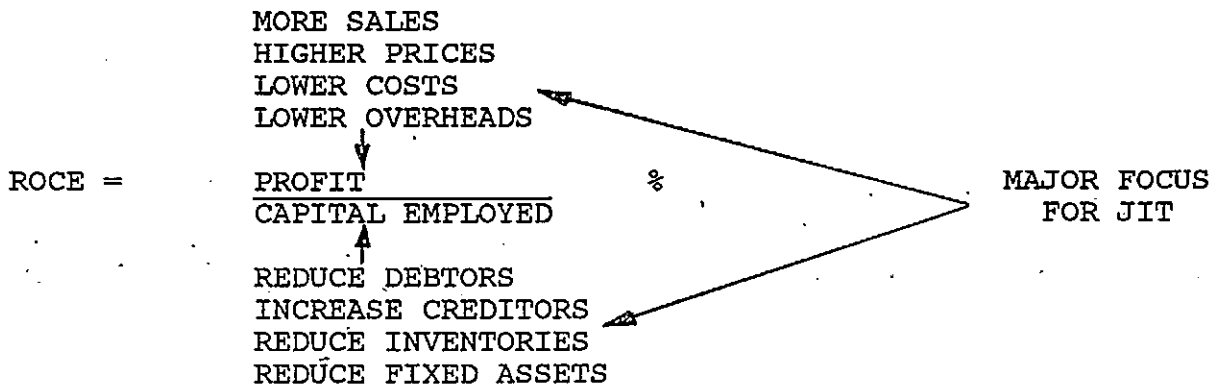 MORE SALES
HIGHER PRICES
LOWER COSTS
LOWER OVERHEADS
ROCE = PROFIT % MAJOR FOCUS
CAPITAL EMPLOYED FOR JIT
REDUCE DEBTORS
INCREASE CREDITORS
REDUCE INVENTORIES
REDUCE FIXED ASSETS